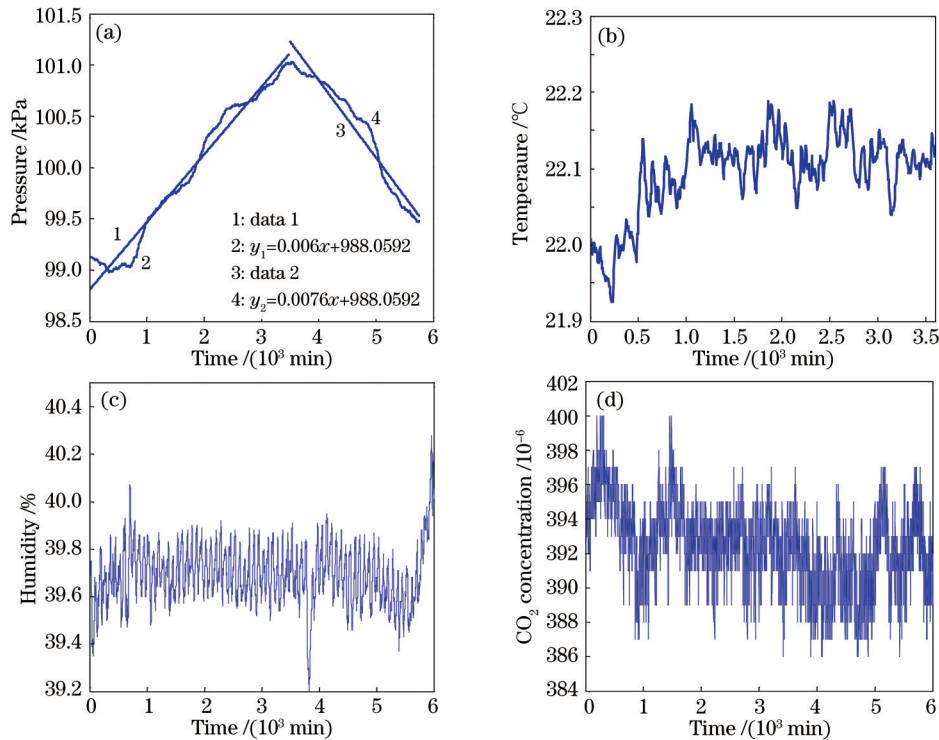 (a)
Pressure /kPa
101.5
101.0
100.5
100.0
99.5
99.0
98.5
1
2
3
4
1: data 1
2: y₁=0.006x+988.0592
3: data 2
4: y₂=0.0076x+988.0592
0 1 2 3 4 5 6
Time /(10³ min)
(b)
Temperaure /℃
22.3
22.2
22.1
22.0
21.9
0 0.5 1.0 1.5 2.0 2.5 3.0 3.5
Time /(10³ min)
(c)
Humidity /%
40.4
40.2
40.0
39.8
39.6
39.4
39.2
0 1 2 3 4 5 6
Time /(10³ min)
(d)
CO₂ concentration /10⁻⁶
402
400
398
396
394
392
390
388
386
384
0 1 2 3 4 5 6
Time /(10³ min)